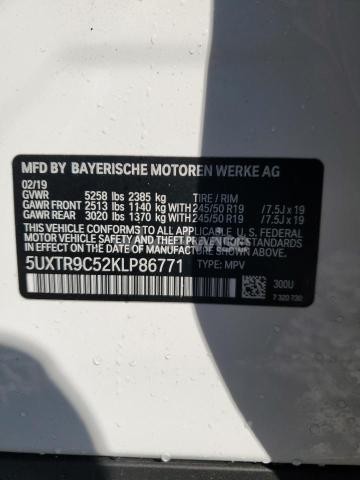 MFD BY BAYERISCHE MOTOREN WERKE AG
02/19
GVWR 5258 lbs 2385 kg TIRE / RIM
GAWR FRONT 2513 lbs 1140 kg WITH 245/50 R19 /7.5J x 19
GAWR REAR 3020 lbs 1370 kg WITH 245/50 R19 /7.5J x 19
THIS VEHICLE CONFORMS TO ALL APPLICABLE U.S. FEDERAL
MOTOR VEHICLE SAFETY STANDARDS IN EFFECT ON THE
DATE OF MANUFACTURE SHOWN ABOVE.
5UXTR9C52KLP86771 TYPE: MPV
300U
7 320 730